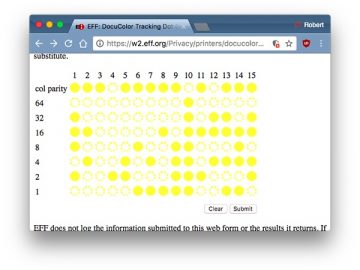 EFF: DocuColor Tracking Dot
Robert
https://w2.eff.org/Privacy/printers/docucolor...
substitute.
1 2 3 4 5 6 7 8 9 10 11 12 13 14 15
col parity
64
32
16
8
4
2
1
Clear Submit
EFF does not log the information submitted to this web form or the results it returns. If